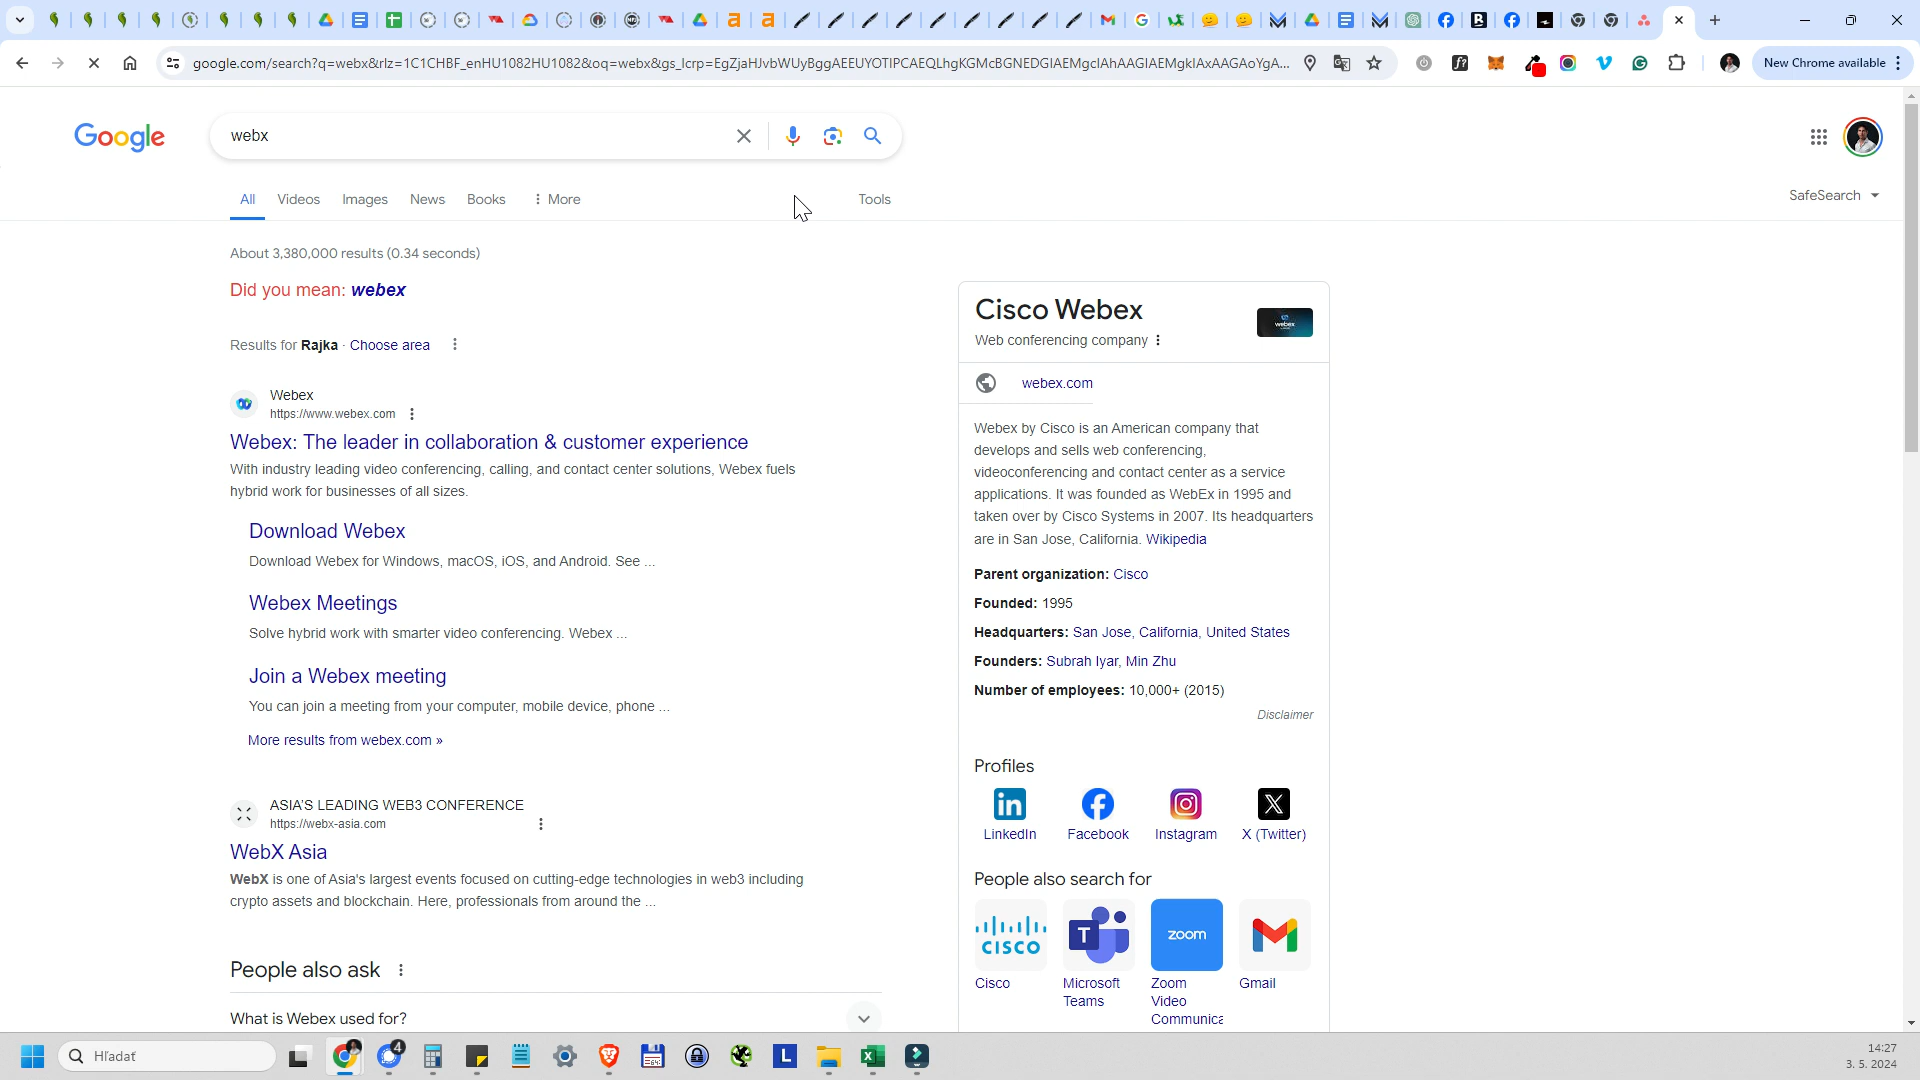 google.com/search?q=webx&rlz=1C1CHBF_enHU1082HU1082&oq=webx&gs_lcrp=EgZjaHJvbWUyBggAEEUYOTIPCAEQLhgKGMcBGNEDGIAEMgcIAhAAGIAEMgkIAxAAGAoYgA...
New Chrome available
Google
webx
All
Videos
Images
News
Books
More
Tools
SafeSearch
About 3,380,000 results (0.34 seconds)
Did you mean: webex
Results for Rajka · Choose area
Webex
https://www.webex.com
Webex: The leader in collaboration & customer experience
With industry leading video conferencing, calling, and contact center solutions, Webex fuels
hybrid work for businesses of all sizes.
Download Webex
Download Webex for Windows, macOS, iOS, and Android. See ...
Webex Meetings
Solve hybrid work with smarter video conferencing. Webex ...
Join a Webex meeting
You can join a meeting from your computer, mobile device, phone ...
More results from webex.com »
ASIA'S LEADING WEB3 CONFERENCE
https://webx-asia.com
WebX Asia
WebX is one of Asia's largest events focused on cutting-edge technologies in web3 including
crypto assets and blockchain. Here, professionals from around the ...
People also ask
What is Webex used for?
Cisco Webex
Web conferencing company
webex
webex.com
Webex by Cisco is an American company that
develops and sells web conferencing,
videoconferencing and contact center as a service
applications. It was founded as WebEx in 1995 and
taken over by Cisco Systems in 2007. Its headquarters
are in San Jose, California. Wikipedia
Parent organization: Cisco
Founded: 1995
Headquarters: San Jose, California, United States
Founders: Subrah Iyar, Min Zhu
Number of employees: 10,000+ (2015)
Disclaimer
Profiles
LinkedIn
Facebook
Instagram
X (Twitter)
People also search for
CISCO
zoom
Cisco
Microsoft
Teams
Zoom
Video
Communica
Gmail
Hľadať
4
14:27
3. 5. 2024